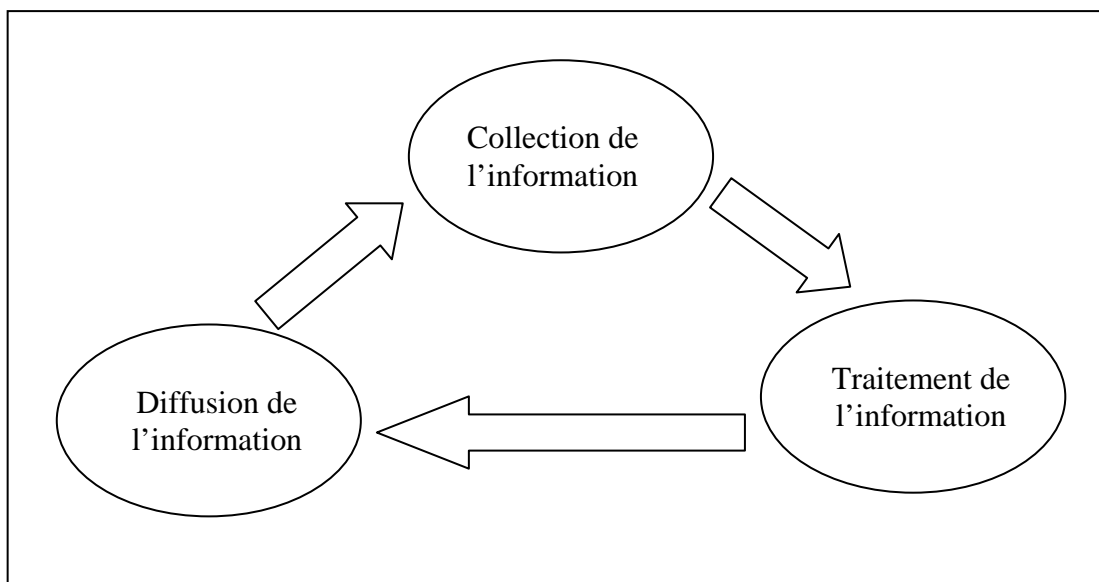 Collection de
l’information
Traitement de
l’information
Diffusion de
l’information